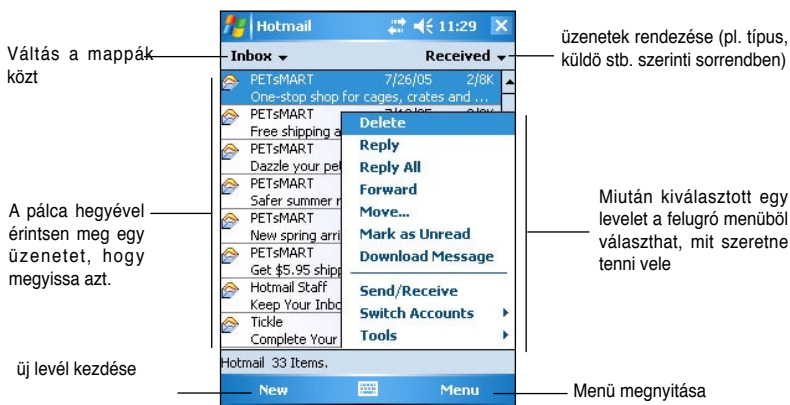 Váltás a mappák
közt
A pálca hegyével
érintsen meg egy
üzenetet, hogy
megyissa azt.
üj levél kezdése
Hotmail 11:29
Inbox Received
PETsMART 7/26/05 2/8K
One-stop shop for cages, crates and ...
PETsMART
Free shipping a
PETsMART
Dazzle your pe
PETsMART
Safer summer r
PETsMART
New spring arri
PETsMART
Get $5.95 shipp
Hotmail Staff
Keep Your Inbo
Tickle
Complete Your
Delete
Reply
Reply All
Forward
Move...
Mark as Unread
Download Message
Send/Receive
Switch Accounts
Tools
Hotmail 33 Items.
New Menu
üzenetek rendezése (pl. típus,
küldö stb. szerinti sorrendben)
Miután kiválasztott egy
levelet a felugró menüböl
választhat, mit szeretne
tenni vele
Menü megnyitása